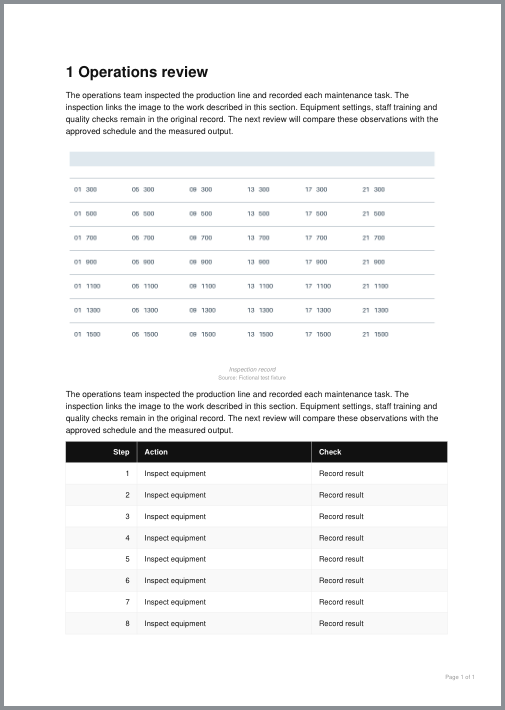 1 Operations review
The operations team inspected the production line and recorded each maintenance task. The
inspection links the image to the work described in this section. Equipment settings, staff training and
quality checks remain in the original record. The next review will compare these observations with the
approved schedule and the measured output.
01 300 05 300 09 300 13 300 17 300 21 300
01 500 05 500 09 500 13 500 17 500 21 500
01 700 05 700 09 700 13 700 17 700 21 700
01 900 05 900 09 900 13 900 17 900 21 900
01 1100 05 1100 09 1100 13 1100 17 1100 21 1100
01 1300 05 1300 09 1300 13 1300 17 1300 21 1300
01 1500 05 1500 09 1500 13 1500 17 1500 21 1500
Inspection record
Source: Fictional test fixture
The operations team inspected the production line and recorded each maintenance task. The
inspection links the image to the work described in this section. Equipment settings, staff training and
quality checks remain in the original record. The next review will compare these observations with the
approved schedule and the measured output.
Step Action Check
1 Inspect equipment Record result
2 Inspect equipment Record result
3 Inspect equipment Record result
4 Inspect equipment Record result
5 Inspect equipment Record result
6 Inspect equipment Record result
7 Inspect equipment Record result
8 Inspect equipment Record result
Page 1 of 1